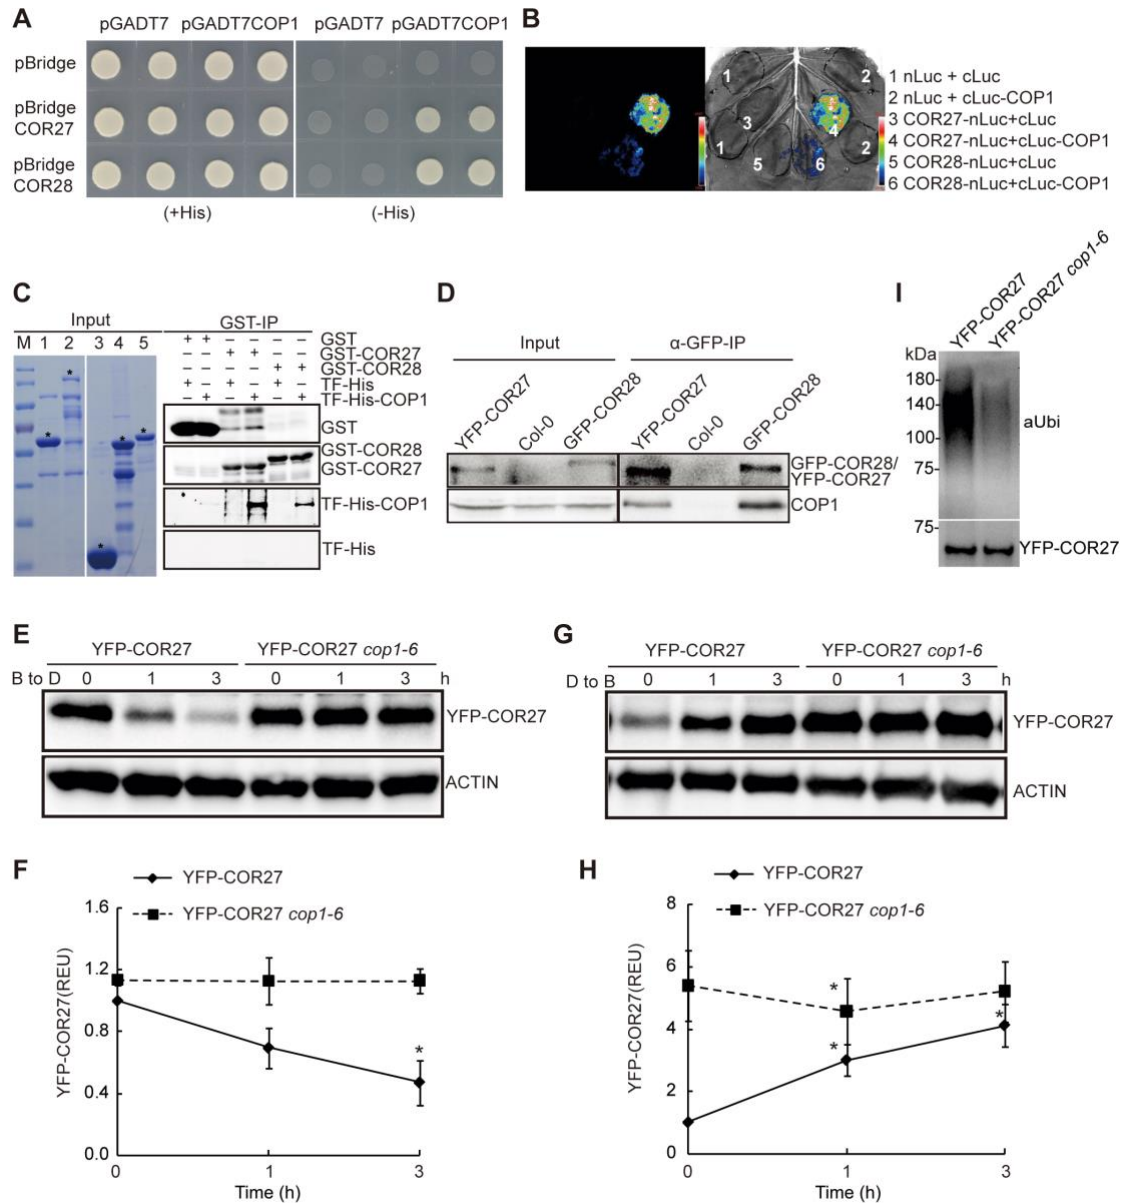 A
pGADT7 pGADT7COP1 pGADT7 pGADT7COP1
pBridge
pBridge
COR27
pBridge
COR28
(+His) (-His)
B
1 2
3 4
1 5 6 2
1 nLuc + cLuc
2 nLuc + cLuc-COP1
3 COR27-nLuc+cLuc
4 COR27-nLuc+cLuc-COP1
5 COR28-nLuc+cLuc
6 COR28-nLuc+cLuc-COP1
C
Input GST-IP
M 1 2 3 4 5
* * * * *
+ + − − − − GST
− − + + − − GST-COR27
− − − − + + GST-COR28
+ − + − + − TF-His
− + − + − + TF-His-COP1
GST
GST-COR28
GST-COR27
TF-His-COP1
TF-His
D
Input α-GFP-IP
YFP-COR27 Col-0 GFP-COR28 YFP-COR27 Col-0 GFP-COR28
GFP-COR28/
YFP-COR27
COP1
I
YFP-COR27 YFP-COR27 cop1-6
kDa
180-
140-
100-
75-
aUbi
75-
YFP-COR27
E
YFP-COR27 YFP-COR27 cop1-6
B to D 0 1 3 0 1 3 h
YFP-COR27
ACTIN
G
YFP-COR27 YFP-COR27 cop1-6
D to B 0 1 3 0 1 3 h
YFP-COR27
ACTIN
F
YFP-COR27
YFP-COR27 cop1-6
YFP-COR27(REU)
1.6
1.2
0.8
0.4
0.0
*
0 1 3
Time (h)
H
YFP-COR27
YFP-COR27 cop1-6
YFP-COR27(REU)
8
6
4
2
0
*
*
*
0 1 3
Time (h)